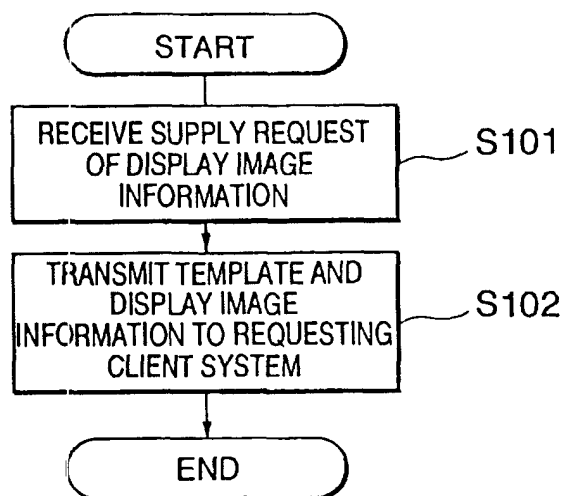 START
RECEIVE SUPPLY REQUEST
OF DISPLAY IMAGE
INFORMATION
S101
TRANSMIT TEMPLATE AND
DISPLAY IMAGE
INFORMATION TO REQUESTING
CLIENT SYSTEM
S102
END